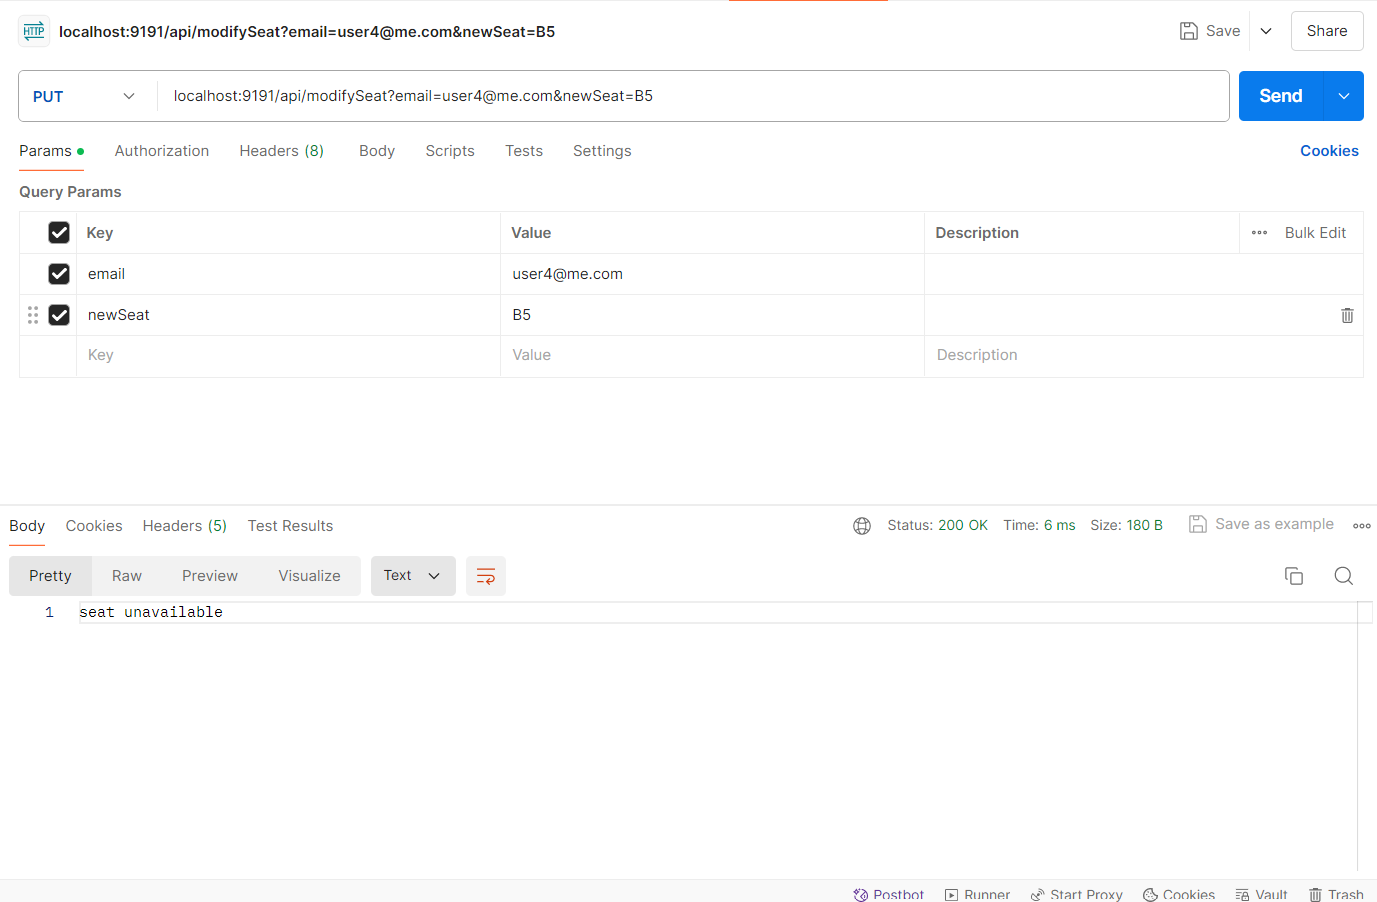 HTTP localhost:9191/api/modifySeat?email=user4@me.com&newSeat=B5 Save Share
PUT localhost:9191/api/modifySeat?email=user4@me.com&newSeat=B5 Send
Params Authorization Headers (8) Body Scripts Tests Settings Cookies
Query Params
Key Value Description Bulk Edit
email user4@me.com
newSeat B5
Key Value Description
Body Cookies Headers (5) Test Results Status: 200 OK Time: 6 ms Size: 180 B Save as example
Pretty Raw Preview Visualize Text
1 seat unavailable
Postbot Runner Start Proxy Cookies Vault Trash